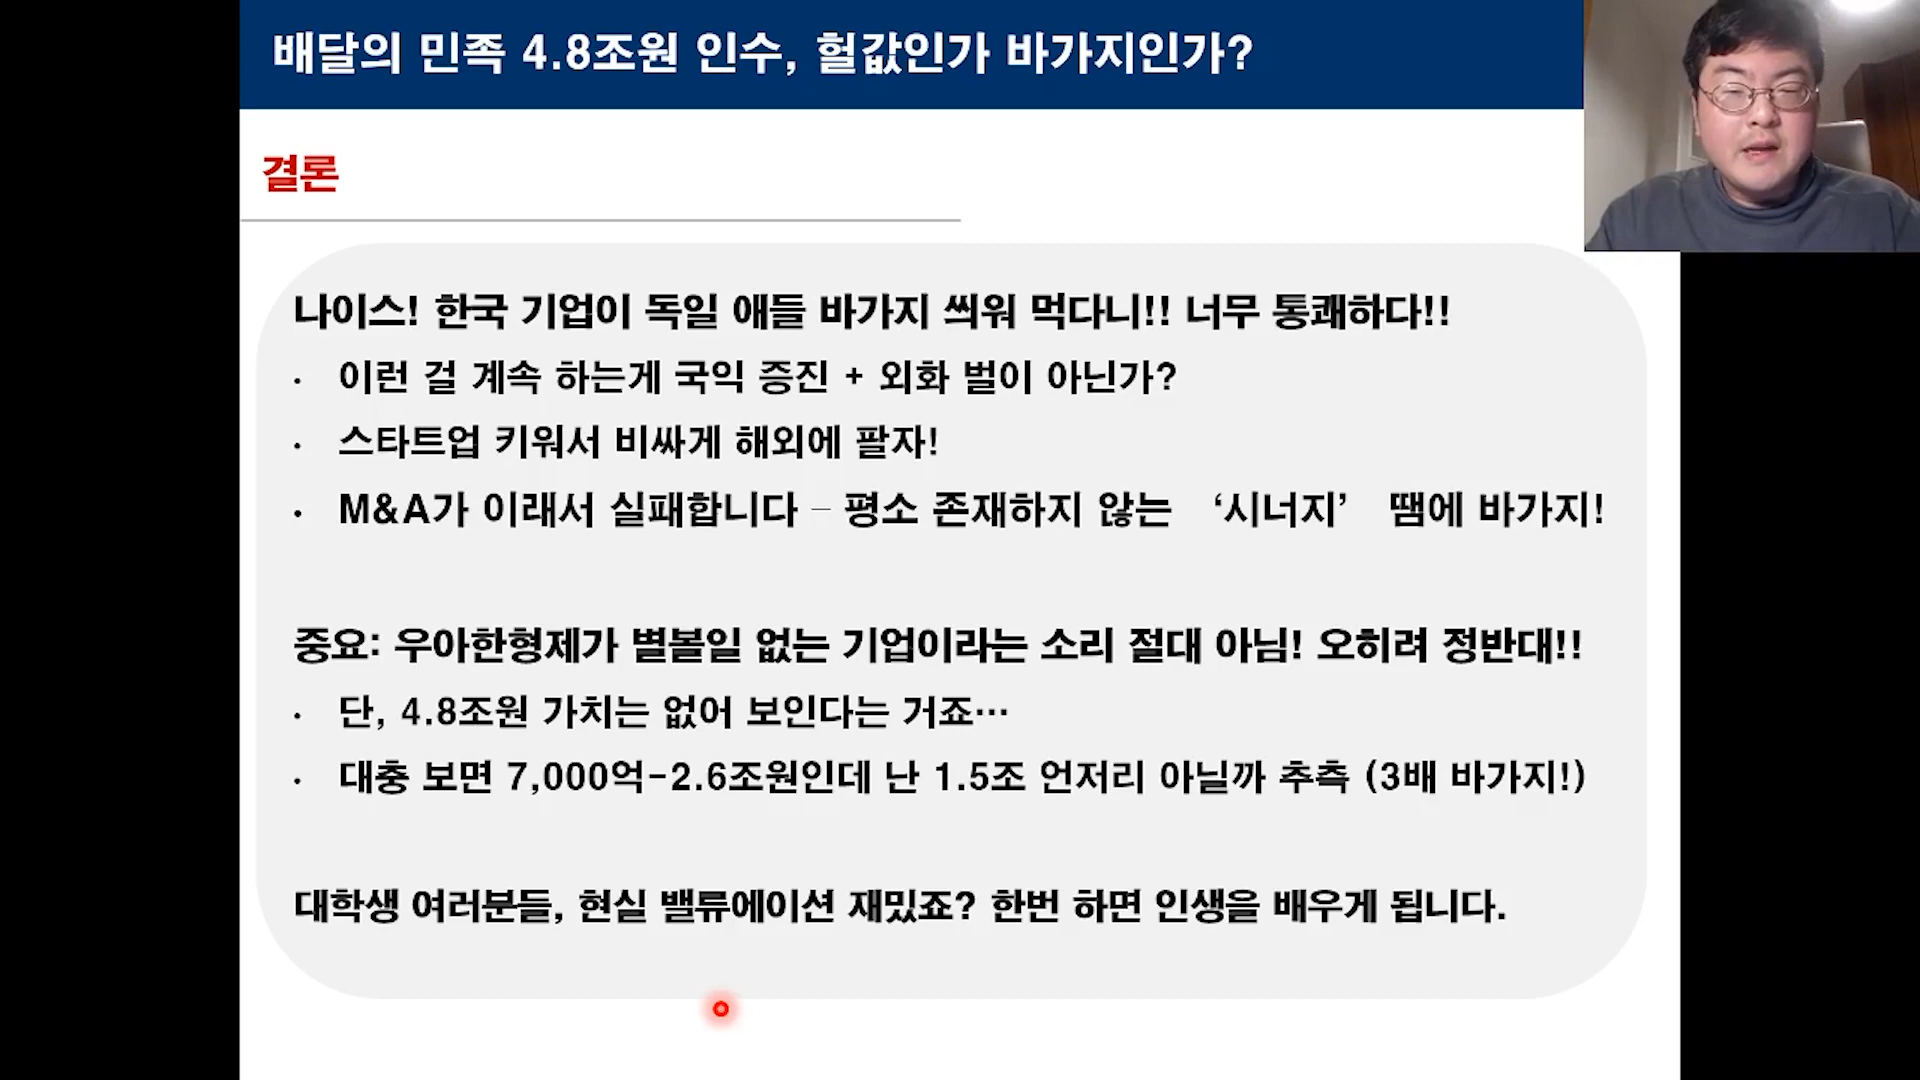 배달의 민족 4.8조원 인수, 헐값인가 바가지인가?
결론
나이스! 한국 기업이 독일 애들 바가지 씌워 먹다니!! 너무 통쾌하다!!
· 이런 걸 계속 하는게 국익 증진 + 외화 벌이 아닌가?
· 스타트업 키워서 비싸게 해외에 팔자!
· M&A가 이래서 실패합니다 – 평소 존재하지 않는 ‘시너지’ 땜에 바가지!
중요: 우아한형제가 별볼일 없는 기업이라는 소리 절대 아님! 오히려 정반대!!
· 단, 4.8조원 가치는 없어 보인다는 거죠…
· 대충 보면 7,000억-2.6조원인데 난 1.5조 언저리 아닐까 추측 (3배 바가지!)
대학생 여러분들, 현실 밸류에이션 재밌죠? 한번 하면 인생을 배우게 됩니다.